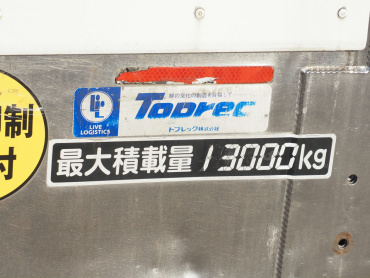 Toprec
LIVE
LOGISTICS
トプレック株式会社
制
付
最大積載量 13000kg